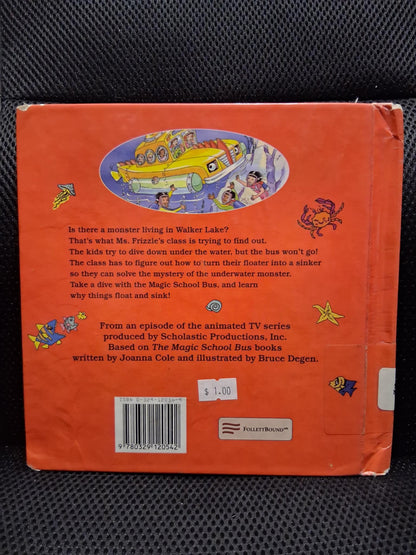 Is there a monster living in Walker Lake?
That's what Ms. Frizzle's class is trying to find out.
The kids try to dive down under the water, but the bus won't go!
The class has to figure out how to turn their floater into a sinker
so they can solve the mystery of the underwater monster.
Take a dive with the Magic School Bus, and learn
why things float and sink!
From an episode of the animated TV series
produced by Scholastic Productions, Inc.
Based on The Magic School Bus books
written by Joanna Cole and illustrated by Bruce Degen.
$ 1.00
ISBN 0-329-12054-
9 780329 120542
FOLLETTBOUND